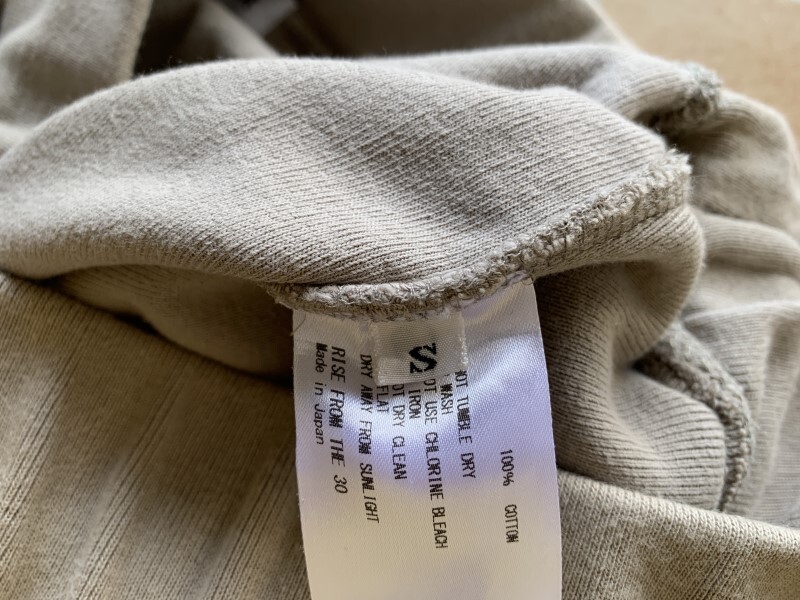 100% COTTON
TUMBLE DRY
WASH
USE CHLORINE BLEACH
IRON
DRY CLEAN
FLAT
DRY AWAY FROM SUNLIGHT
RISE FROM THE 30
Made in Japan
S